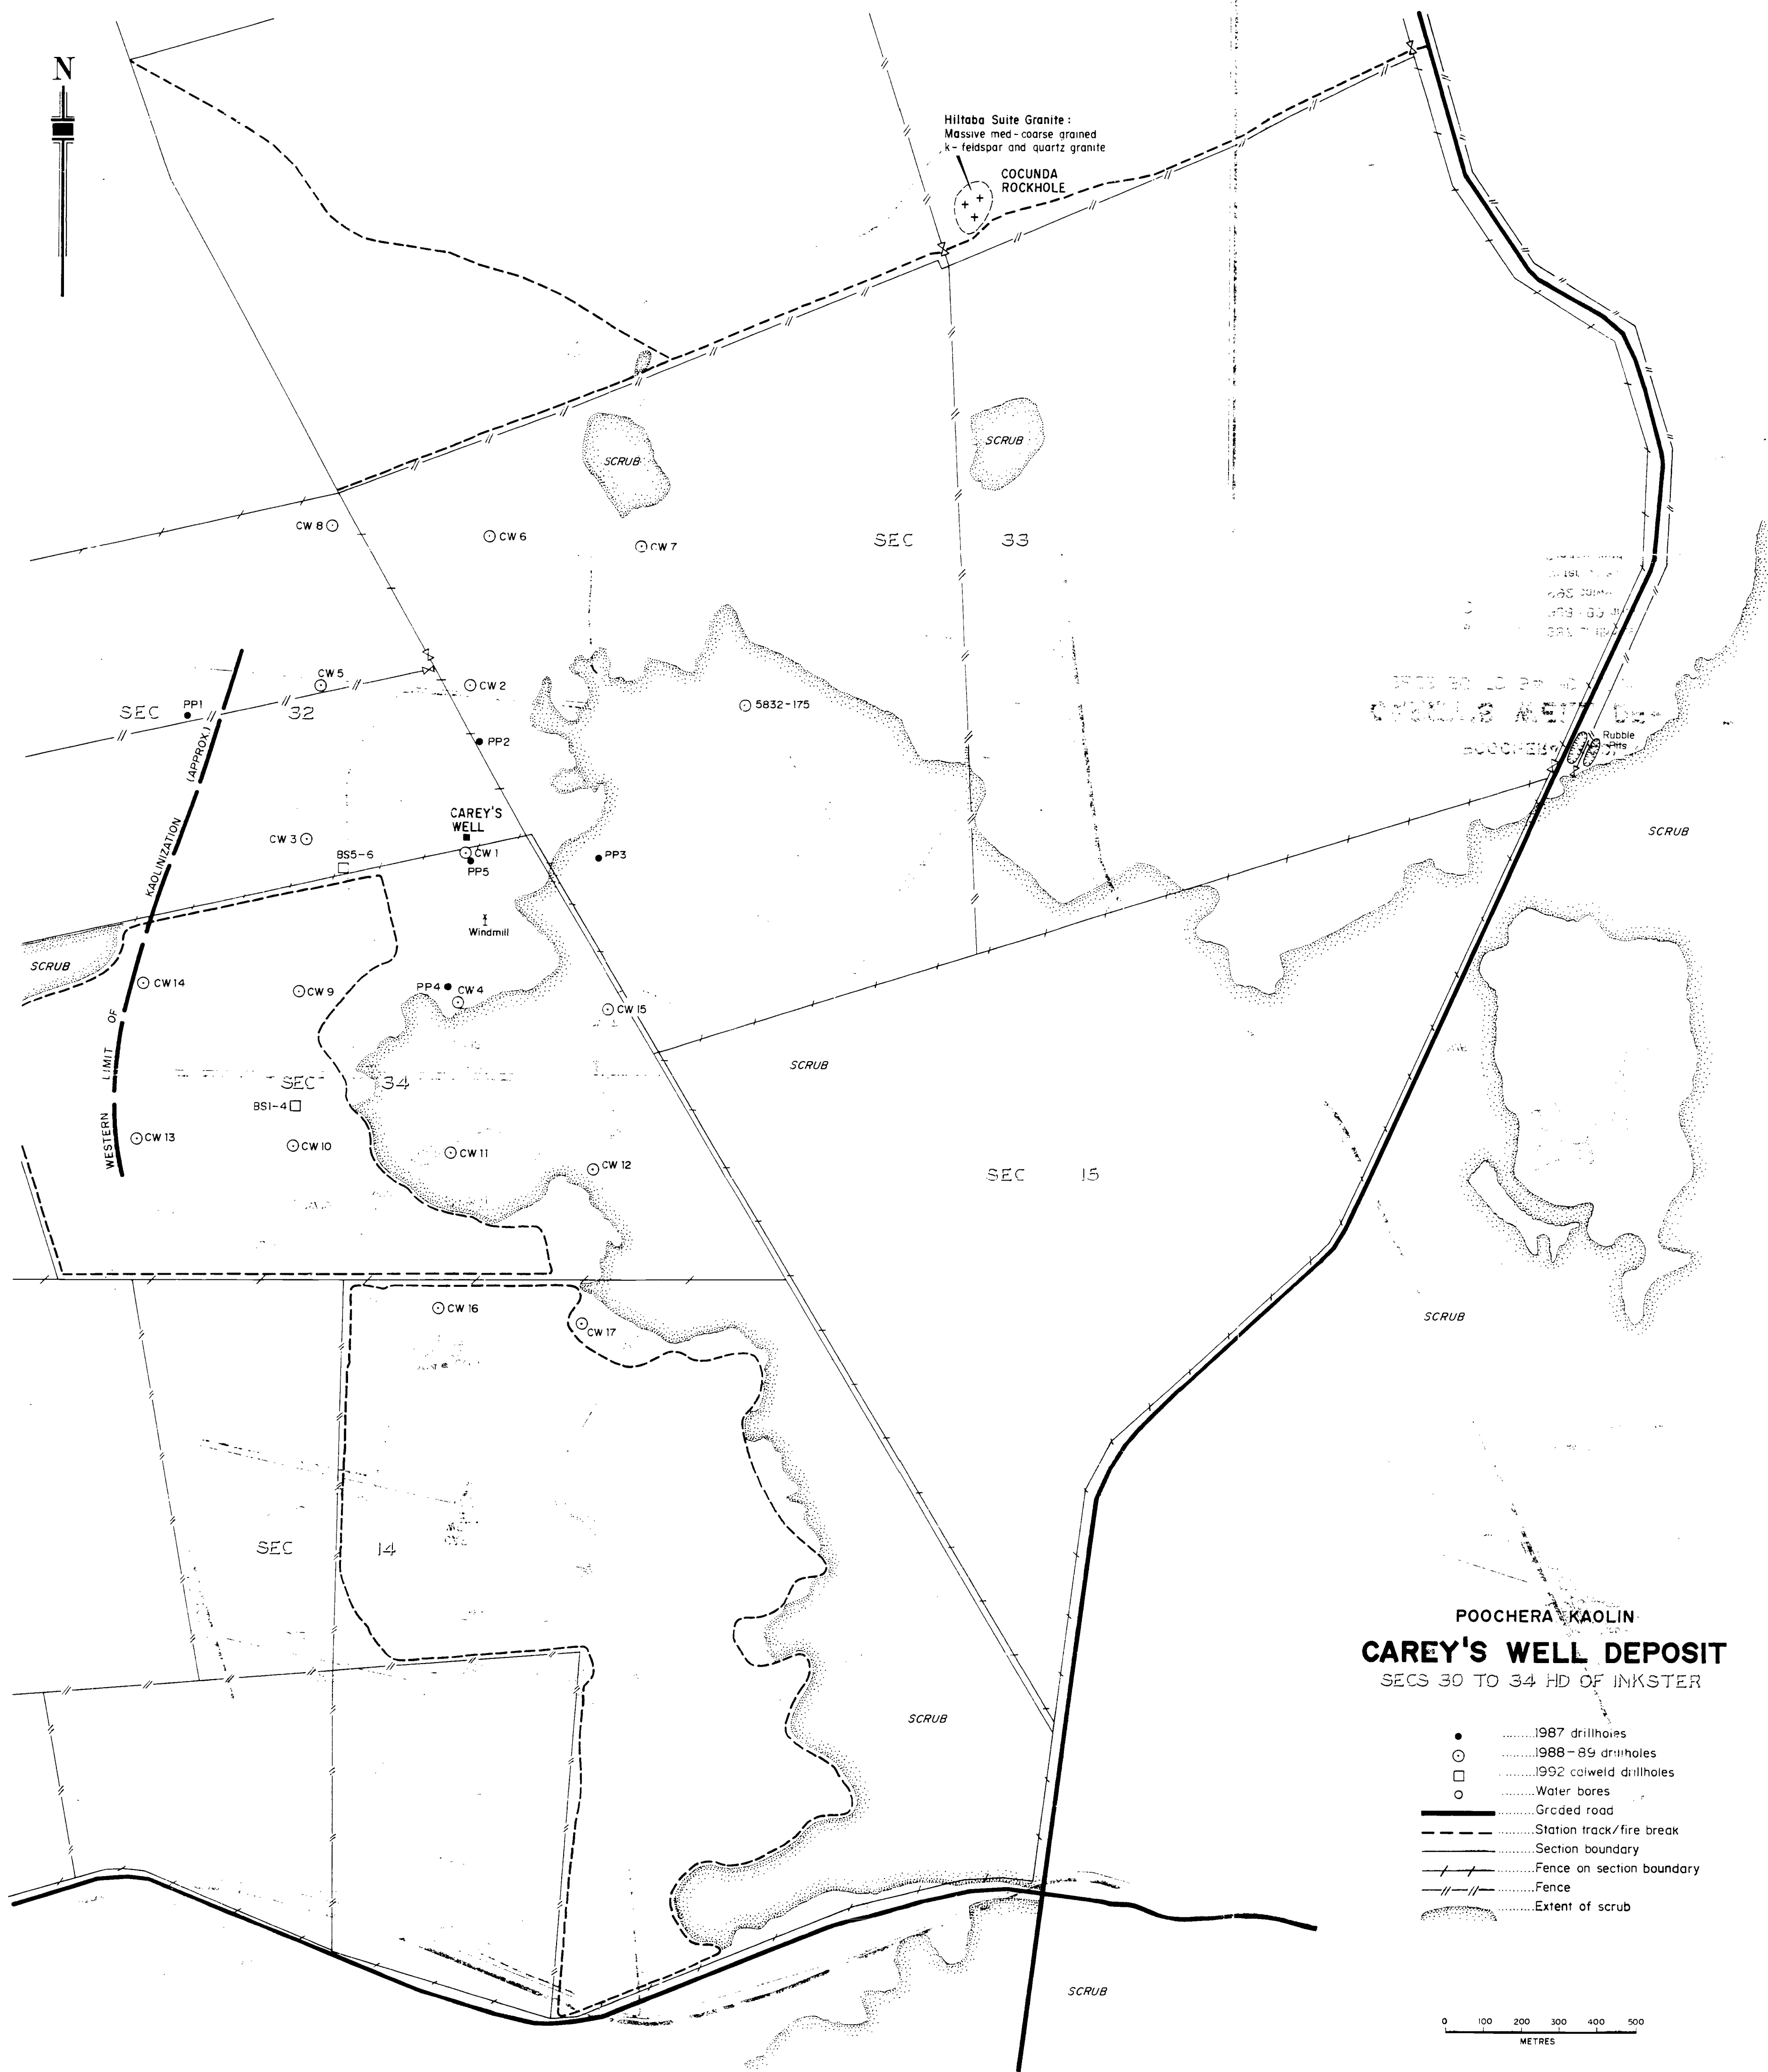 N
Hiltaba Suite Granite :
Massive med-coarse grained
k-feldspar and quartz granite
COCUNDA
ROCKHOLE
SCRUB
SCRUB
CW 8
CW 6
CW 7
SEC 33
CW 5
CW 2
SEC 32
PP1
5832-175
PP2
Rubble
Pits
CAREY'S
WELL
SCRUB
CW 3
CW 1
BS5-6
PP3
PP5
Windmill
SCRUB
CW 14
CW 9
PP4
CW 4
CW 15
WESTERN LIMIT OF KAOLINIZATION (APPROX.)
SCRUB
SEC 34
BS1-4
CW 13
CW 10
CW 11
CW 12
SEC 15
CW 16
CW 17
SCRUB
SEC 14
SCRUB
POOCHERA KAOLIN
CAREY'S WELL DEPOSIT
SECS 30 TO 34 HD OF INKSTER
1987 drillholes
1988-89 drillholes
1992 calweld drillholes
Water bores
Graded road
Station track/fire break
Section boundary
Fence on section boundary
Fence
Extent of scrub
SCRUB
0 100 200 300 400 500
METRES